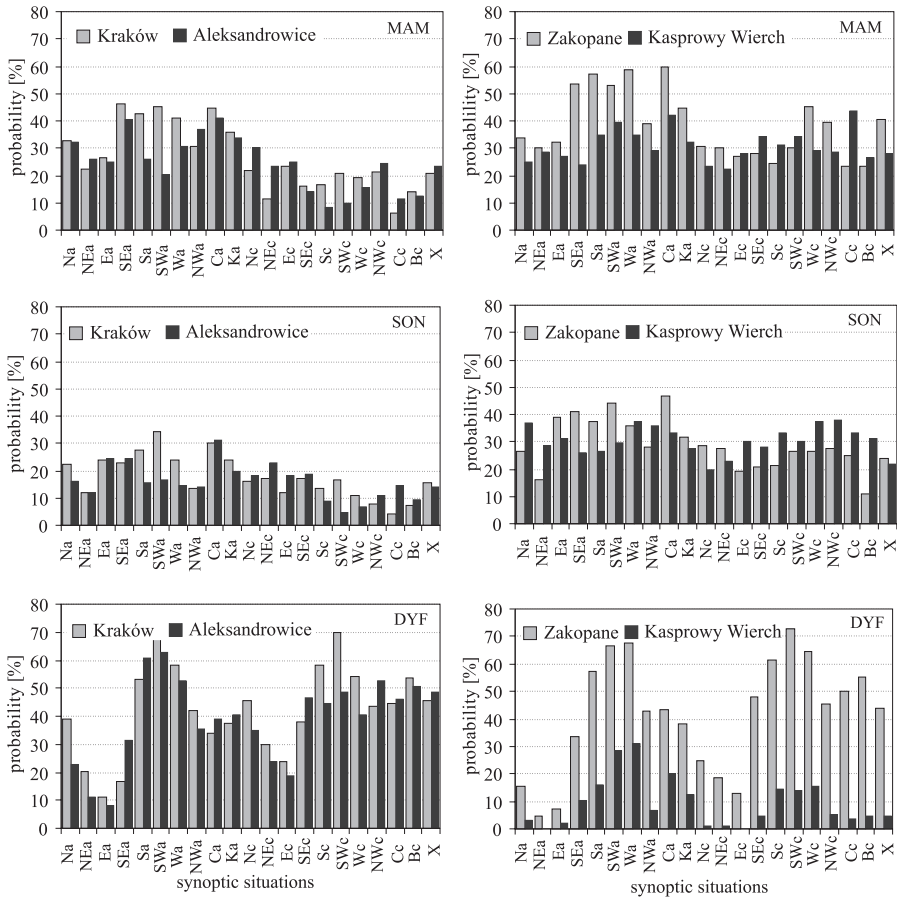 80
70
60
50
40
30
20
10
0
probability [%]
Kraków Aleksandrowice MAM
Na NEa Ea SEa Sa SWa Wa NWa Ca Ka Nc NEc Ec SEc Sc SWc Wc NWc Cc Bc X
80
70
60
50
40
30
20
10
0
probability [%]
Zakopane Kasprowy Wierch MAM
Na NEa Ea SEa Sa SWa Wa NWa Ca Ka Nc NEc Ec SEc Sc SWc Wc NWc Cc Bc X
80
70
60
50
40
30
20
10
0
probability [%]
Kraków Aleksandrowice SON
Na NEa Ea SEa Sa SWa Wa NWa Ca Ka Nc NEc Ec SEc Sc SWc Wc NWc Cc Bc X
80
70
60
50
40
30
20
10
0
probability [%]
Zakopane Kasprowy Wierch SON
Na NEa Ea SEa Sa SWa Wa NWa Ca Ka Nc NEc Ec SEc Sc SWc Wc NWc Cc Bc X
80
70
60
50
40
30
20
10
0
probability [%]
Kraków Aleksandrowice DYF
Na NEa Ea SEa Sa SWa Wa NWa Ca Ka Nc NEc Ec SEc Sc SWc Wc NWc Cc Bc X
synoptic situations
80
70
60
50
40
30
20
10
0
probability [%]
Zakopane Kasprowy Wierch DYF
Na NEa Ea SEa Sa SWa Wa NWa Ca Ka Nc NEc Ec SEc Sc SWc Wc NWc Cc Bc X
synoptic situations